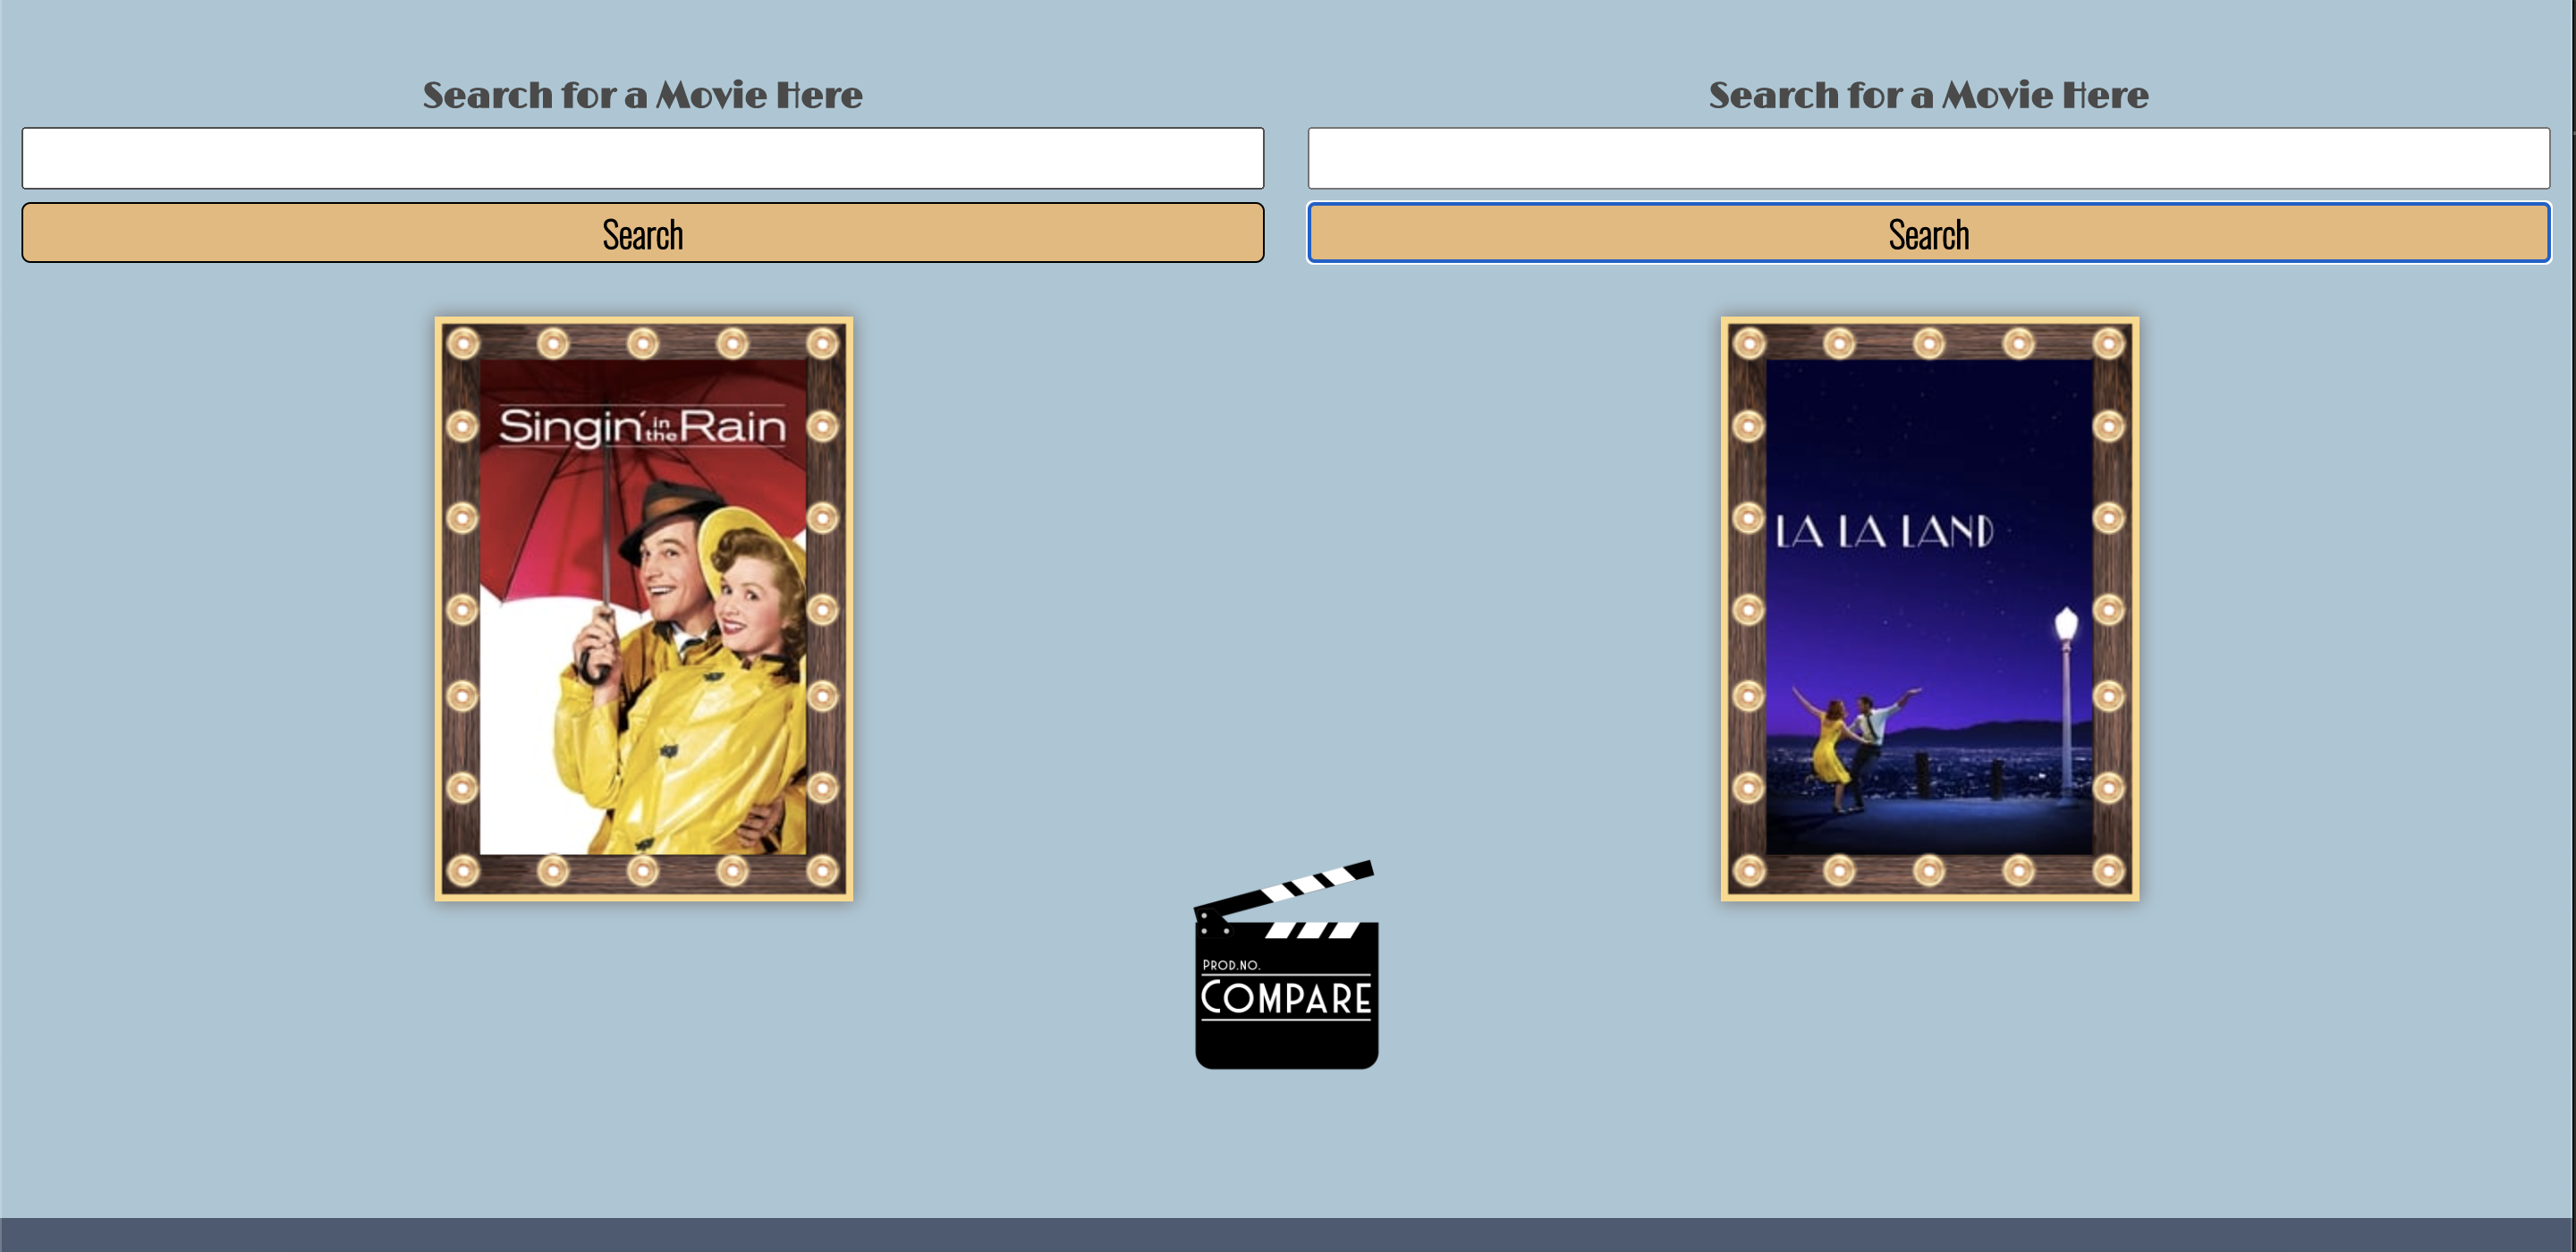 Search for a Movie Here
Search
Singin' in the Rain
Search for a Movie Here
Search
LA LA LAND
PROD.NO.
COMPARE